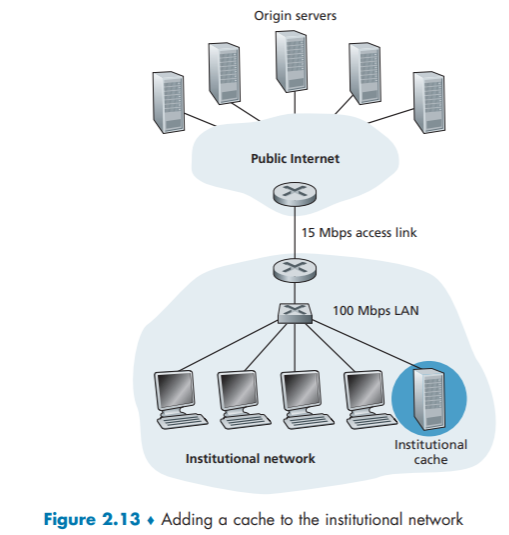 Origin servers
Public Internet
15 Mbps access link
100 Mbps LAN
Institutional
cache
Institutional network
Figure 2.13 ♦ Adding a cache to the institutional network